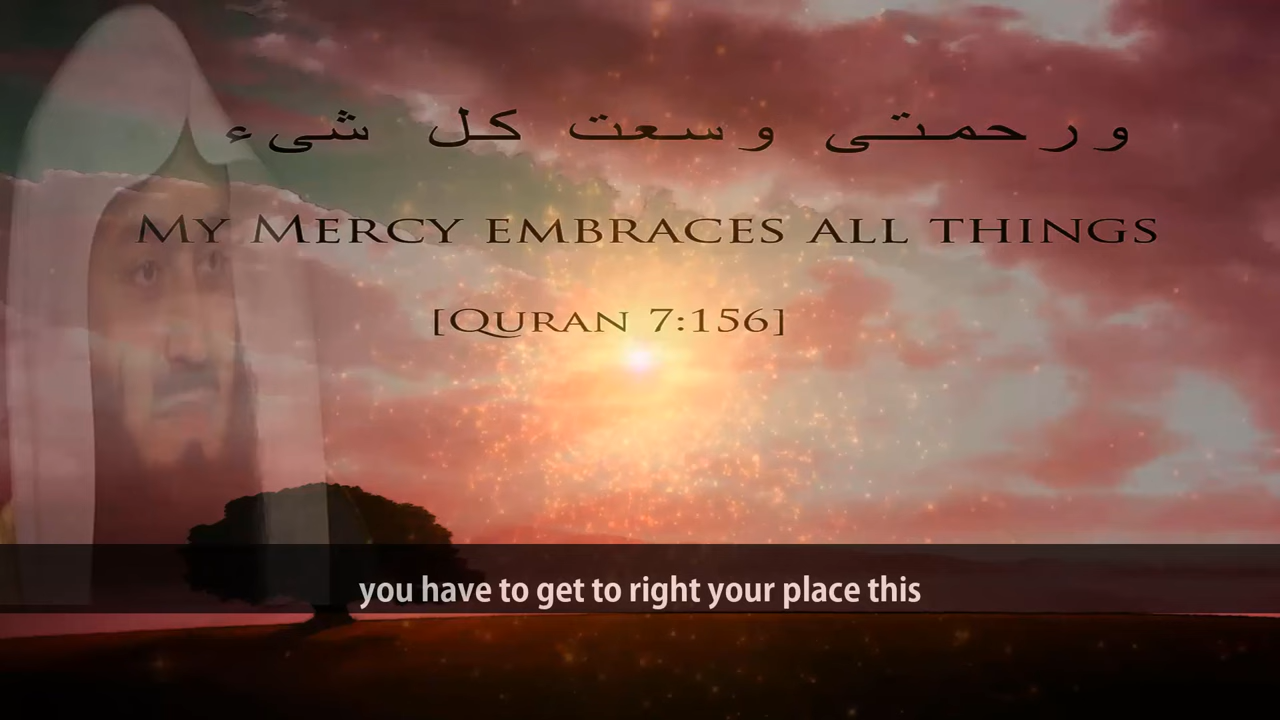 ورحمتى وسعت كل شىء
My Mercy embraces all things
[Quran 7:156]
you have to get to right your place this